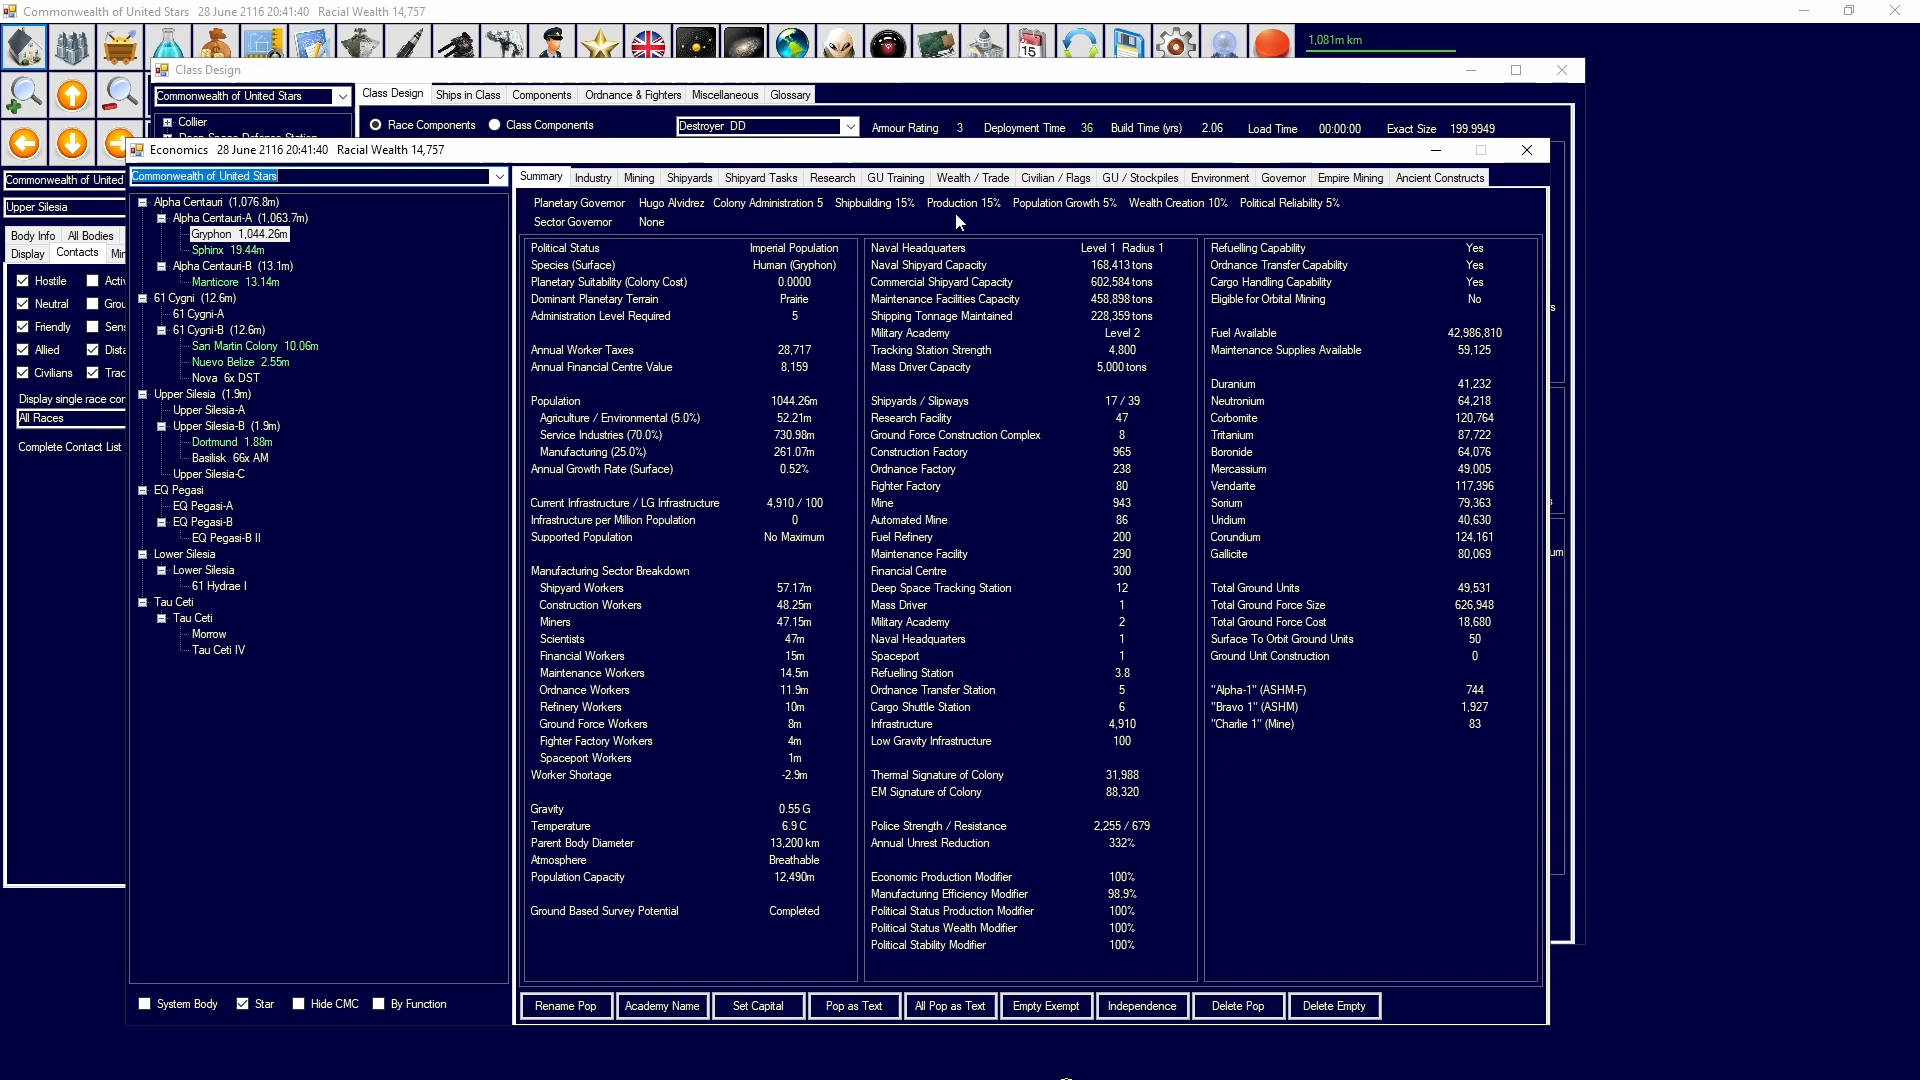 Commonwealth of United Stars 28 June 2116 20:41:40 Racial Wealth 14,757
15
1,081m km
Class Design
Commonwealth of United Stars
Class Design Ships in Class Components Ordnance & Fighters Miscellaneous Glossary
Collier
Race Components Class Components Destroyer DD Armour Rating 3 Deployment Time 36 Build Time (yrs) 2.06 Load Time 00:00:00 Exact Size 199.9949
Economics 28 June 2116 20:41:40 Racial Wealth 14,757
Commonwealth of United
Upper Silesia
Body Info All Bodies
Display Contacts
Hostile
Neutral
Friendly
Allied
Civilians
Display single race
All Races
Complete Contact List
Commonwealth of United Stars
Alpha Centauri (1,076.8m)
Alpha Centauri-A (1,063.7m)
Gryphon 1,044.26m
Sphinx 19.44m
Alpha Centauri-B (13.1m)
Manticore 13.14m
61 Cygni (12.6m)
61 Cygni-A
61 Cygni-B (12.6m)
San Martin Colony 10.06m
Nuevo Belize 2.55m
Nova 6x DST
Upper Silesia (1.9m)
Upper Silesia-A
Upper Silesia-B (1.9m)
Dortmund 1.88m
Basilisk 66x AM
Upper Silesia-C
EQ Pegasi
EQ Pegasi-A
EQ Pegasi-B
EQ Pegasi-B II
Lower Silesia
Lower Silesia
61 Hydrae I
Tau Ceti
Tau Ceti
Morrow
Tau Ceti IV
System Body Star Hide CMC By Function
Summary Industry Mining Shipyards Shipyard Tasks Research GU Training Wealth / Trade Civilian / Flags GU / Stockpiles Environment Governor Empire Mining Ancient Constructs
Planetary Governor Hugo Alvidrez Colony Administration 5 Shipbuilding 15% Production 15% Population Growth 5% Wealth Creation 10% Political Reliability 5%
Sector Governor None
Political Status Imperial Population
Species (Surface) Human (Gryphon)
Planetary Suitability (Colony Cost) 0.0000
Dominant Planetary Terrain Prairie
Administration Level Required 5
Annual Worker Taxes 28,717
Annual Financial Centre Value 8,159
Population 1044.26m
Agriculture / Environmental (5.0%) 52.21m
Service Industries (70.0%) 730.98m
Manufacturing (25.0%) 261.07m
Annual Growth Rate (Surface) 0.52%
Current Infrastructure / LG Infrastructure 4,910 / 100
Infrastructure per Million Population 0
Supported Population No Maximum
Manufacturing Sector Breakdown
Shipyard Workers 57.17m
Construction Workers 48.25m
Miners 47.15m
Scientists 47m
Financial Workers 15m
Maintenance Workers 14.5m
Ordnance Workers 11.9m
Refinery Workers 10m
Ground Force Workers 8m
Fighter Factory Workers 4m
Spaceport Workers 1m
Worker Shortage -2.9m
Gravity 0.55 G
Temperature 6.9 C
Parent Body Diameter 13,200 km
Atmosphere Breathable
Population Capacity 12,490m
Ground Based Survey Potential Completed
Naval Headquarters Level 1 Radius 1
Naval Shipyard Capacity 168,413 tons
Commercial Shipyard Capacity 602,584 tons
Maintenance Facilities Capacity 458,898 tons
Shipping Tonnage Maintained 228,359 tons
Military Academy Level 2
Tracking Station Strength 4,800
Mass Driver Capacity 5,000 tons
Shipyards / Slipways 17 / 39
Research Facility 47
Ground Force Construction Complex 8
Construction Factory 965
Ordnance Factory 238
Fighter Factory 80
Mine 943
Automated Mine 86
Fuel Refinery 200
Maintenance Facility 290
Financial Centre 300
Deep Space Tracking Station 12
Mass Driver 1
Military Academy 2
Naval Headquarters 1
Spaceport 1
Refuelling Station 3.8
Ordnance Transfer Station 5
Cargo Shuttle Station 6
Infrastructure 4,910
Low Gravity Infrastructure 100
Thermal Signature of Colony 31,988
EM Signature of Colony 88,320
Police Strength / Resistance 2,255 / 679
Annual Unrest Reduction 332%
Economic Production Modifier 100%
Manufacturing Efficiency Modifier 98.9%
Political Status Production Modifier 100%
Political Status Wealth Modifier 100%
Political Stability Modifier 100%
Refuelling Capability Yes
Ordnance Transfer Capability Yes
Cargo Handling Capability Yes
Eligible for Orbital Mining No
Fuel Available 42,986,810
Maintenance Supplies Available 59,125
Duranium 41,232
Neutronium 64,218
Corbomite 120,764
Tritanium 87,722
Boronide 64,076
Mercassium 49,005
Vendarite 117,396
Sorium 79,363
Uridium 40,630
Corundium 124,161
Gallicite 80,069
Total Ground Units 49,531
Total Ground Force Size 626,948
Total Ground Force Cost 18,680
Surface To Orbit Ground Units 50
Ground Unit Construction 0
"Alpha-1" (ASHM-F) 744
"Bravo 1" (ASHM) 1,927
"Charlie 1" (Mine) 83
Rename Pop Academy Name Set Capital Pop as Text All Pop as Text Empty Exempt Independence Delete Pop Delete Empty